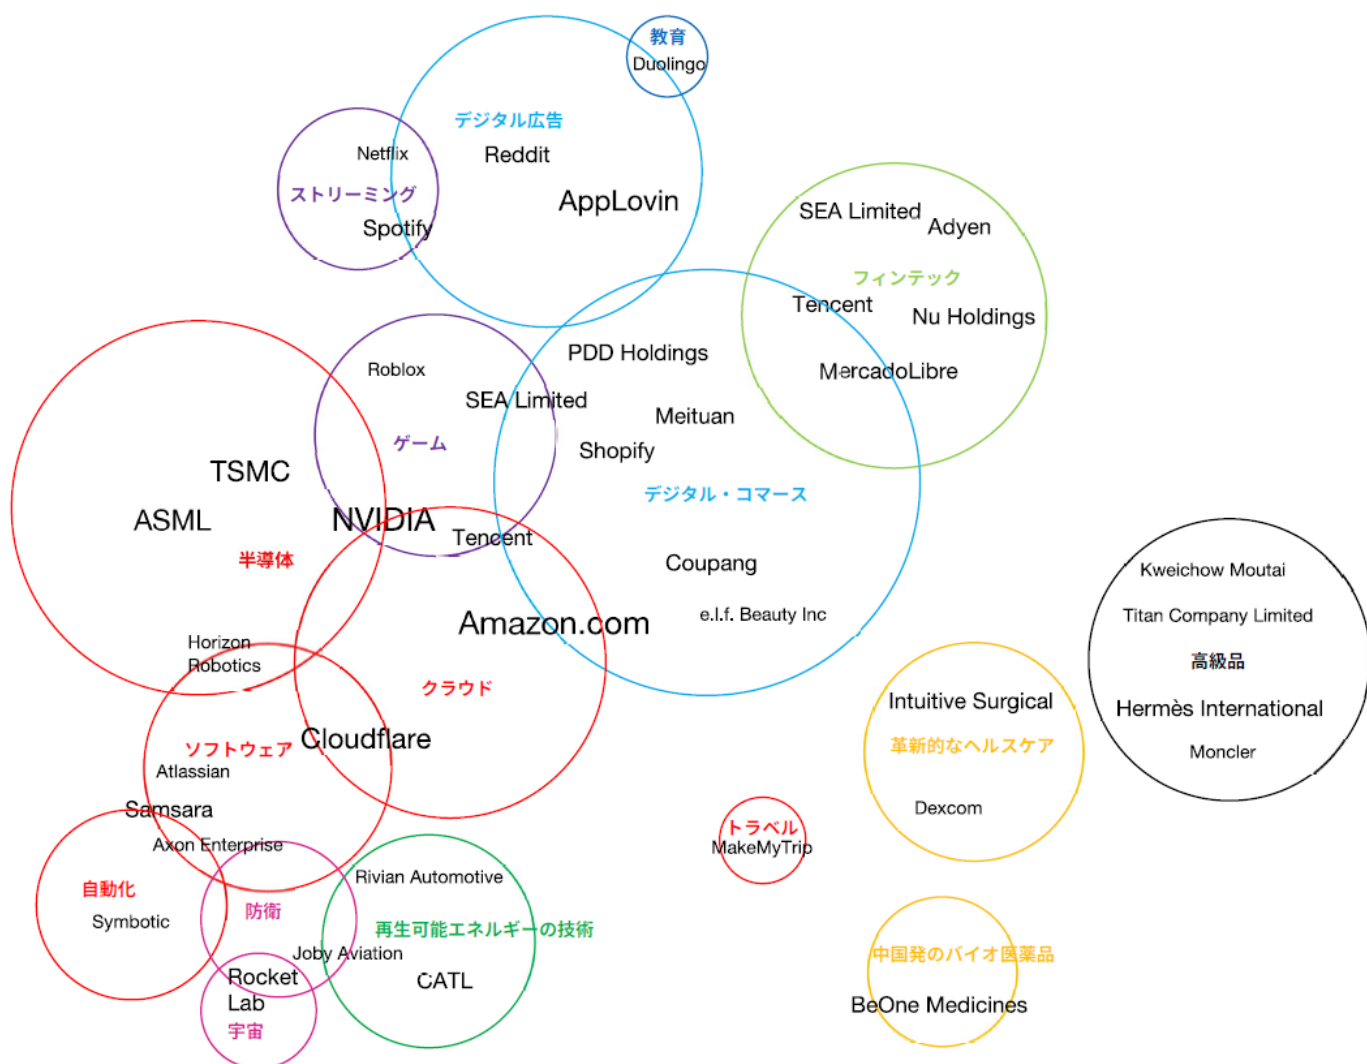 教育
Duolingo
デジタル広告
Reddit
AppLovin
Netflix
ストリーミング
Spotify
SEA Limited
Adyen
フィンテック
Tencent
Nu Holdings
MercadoLibre
PDD Holdings
Meituan
Shopify
デジタル・コマース
Coupang
e.l.f. Beauty Inc
Roblox
SEA Limited
ゲーム
NVIDIA
Tencent
TSMC
ASML
半導体
Horizon
Robotics
Amazon.com
クラウド
Cloudflare
ソフトウェア
Atlassian
Samsara
Axon Enterprise
自動化
Symbotic
防衛
Joby Aviation
Rocket
Lab
宇宙
Rivian Automotive
再生可能エネルギーの技術
CATL
トラベル
MakeMyTrip
Intuitive Surgical
革新的なヘルスケア
Dexcom
中国発のバイオ医薬品
BeOne Medicines
Kweichow Moutai
Titan Company Limited
高級品
Hermès International
Moncler